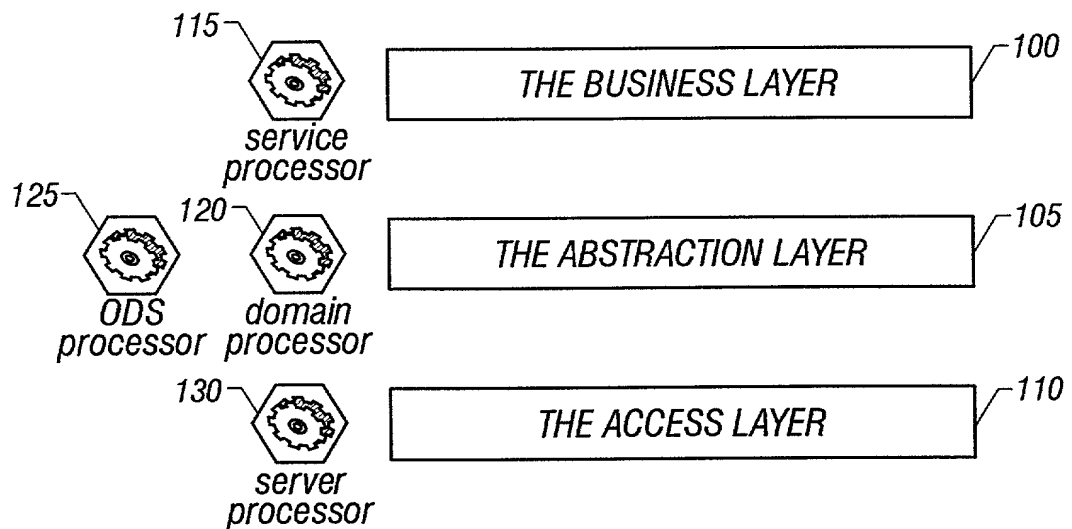 115
100
THE BUSINESS LAYER
service
processor
125
120
105
THE ABSTRACTION LAYER
ODS
processor
domain
processor
130
110
THE ACCESS LAYER
server
processor